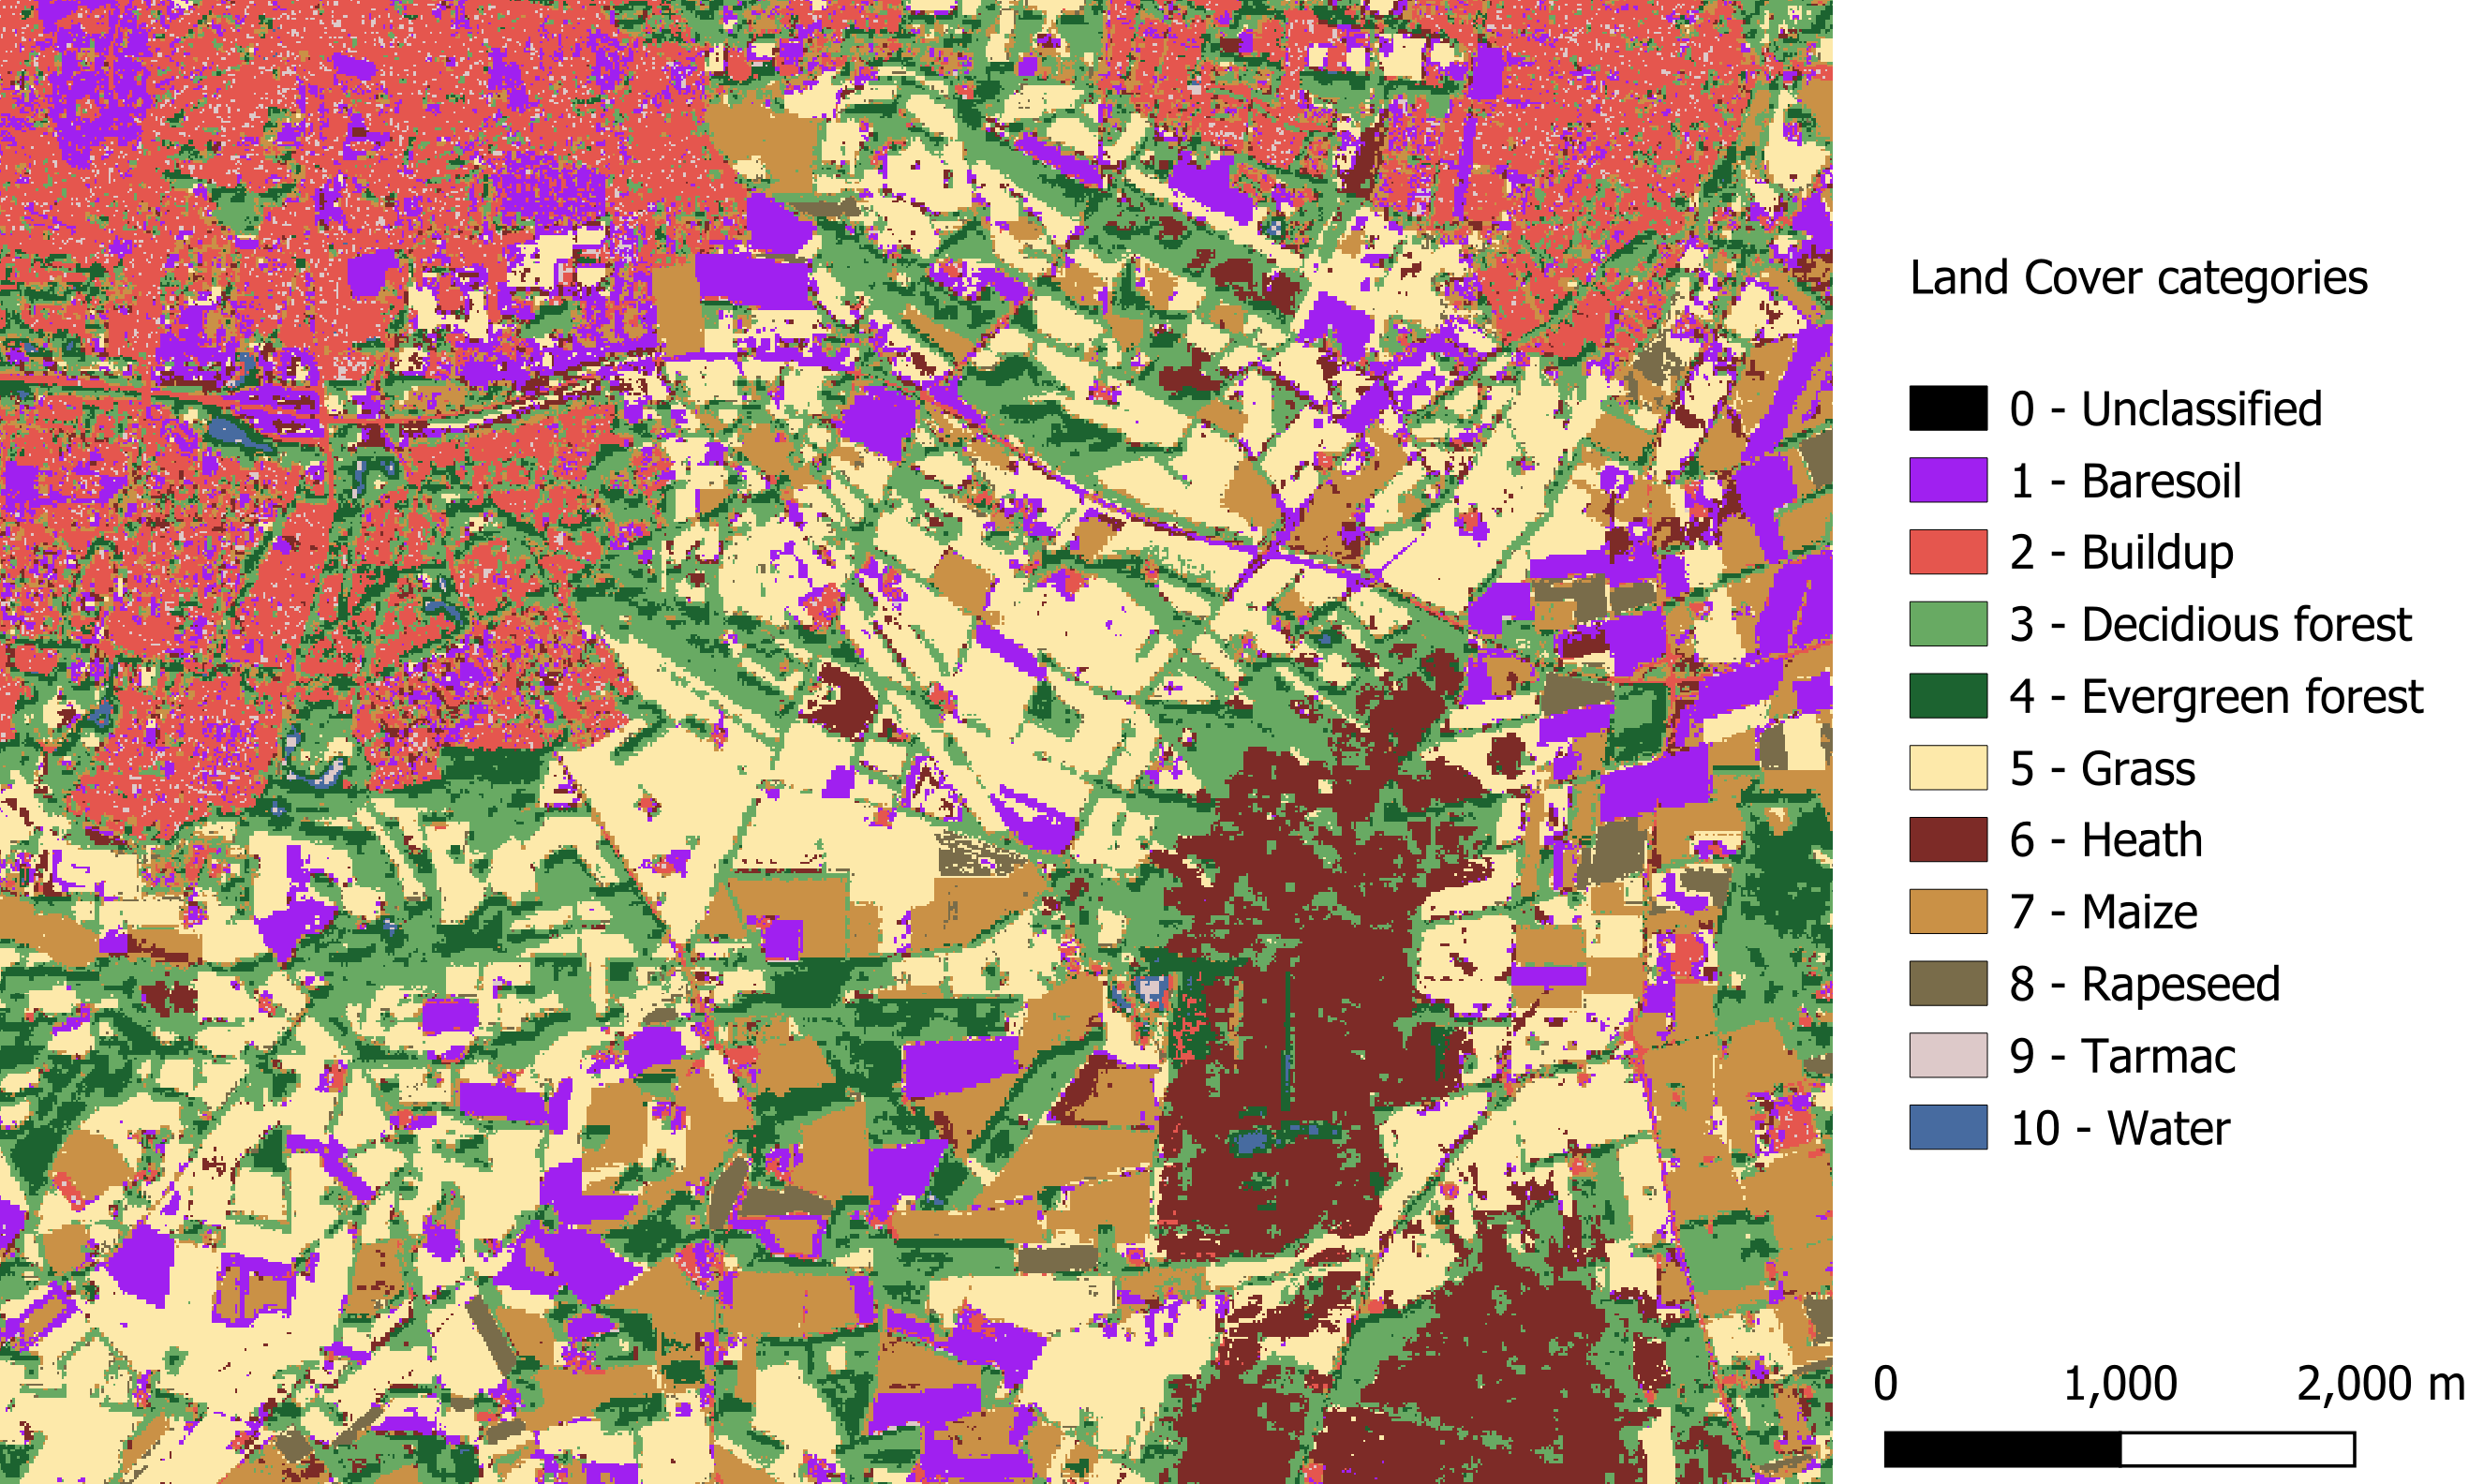 Land Cover categories
0 - Unclassified
1 - Baresoil
2 - Buildup
3 - Decidious forest
4 - Evergreen forest
5 - Grass
6 - Heath
7 - Maize
8 - Rapeseed
9 - Tarmac
10 - Water
0 1,000 2,000 m